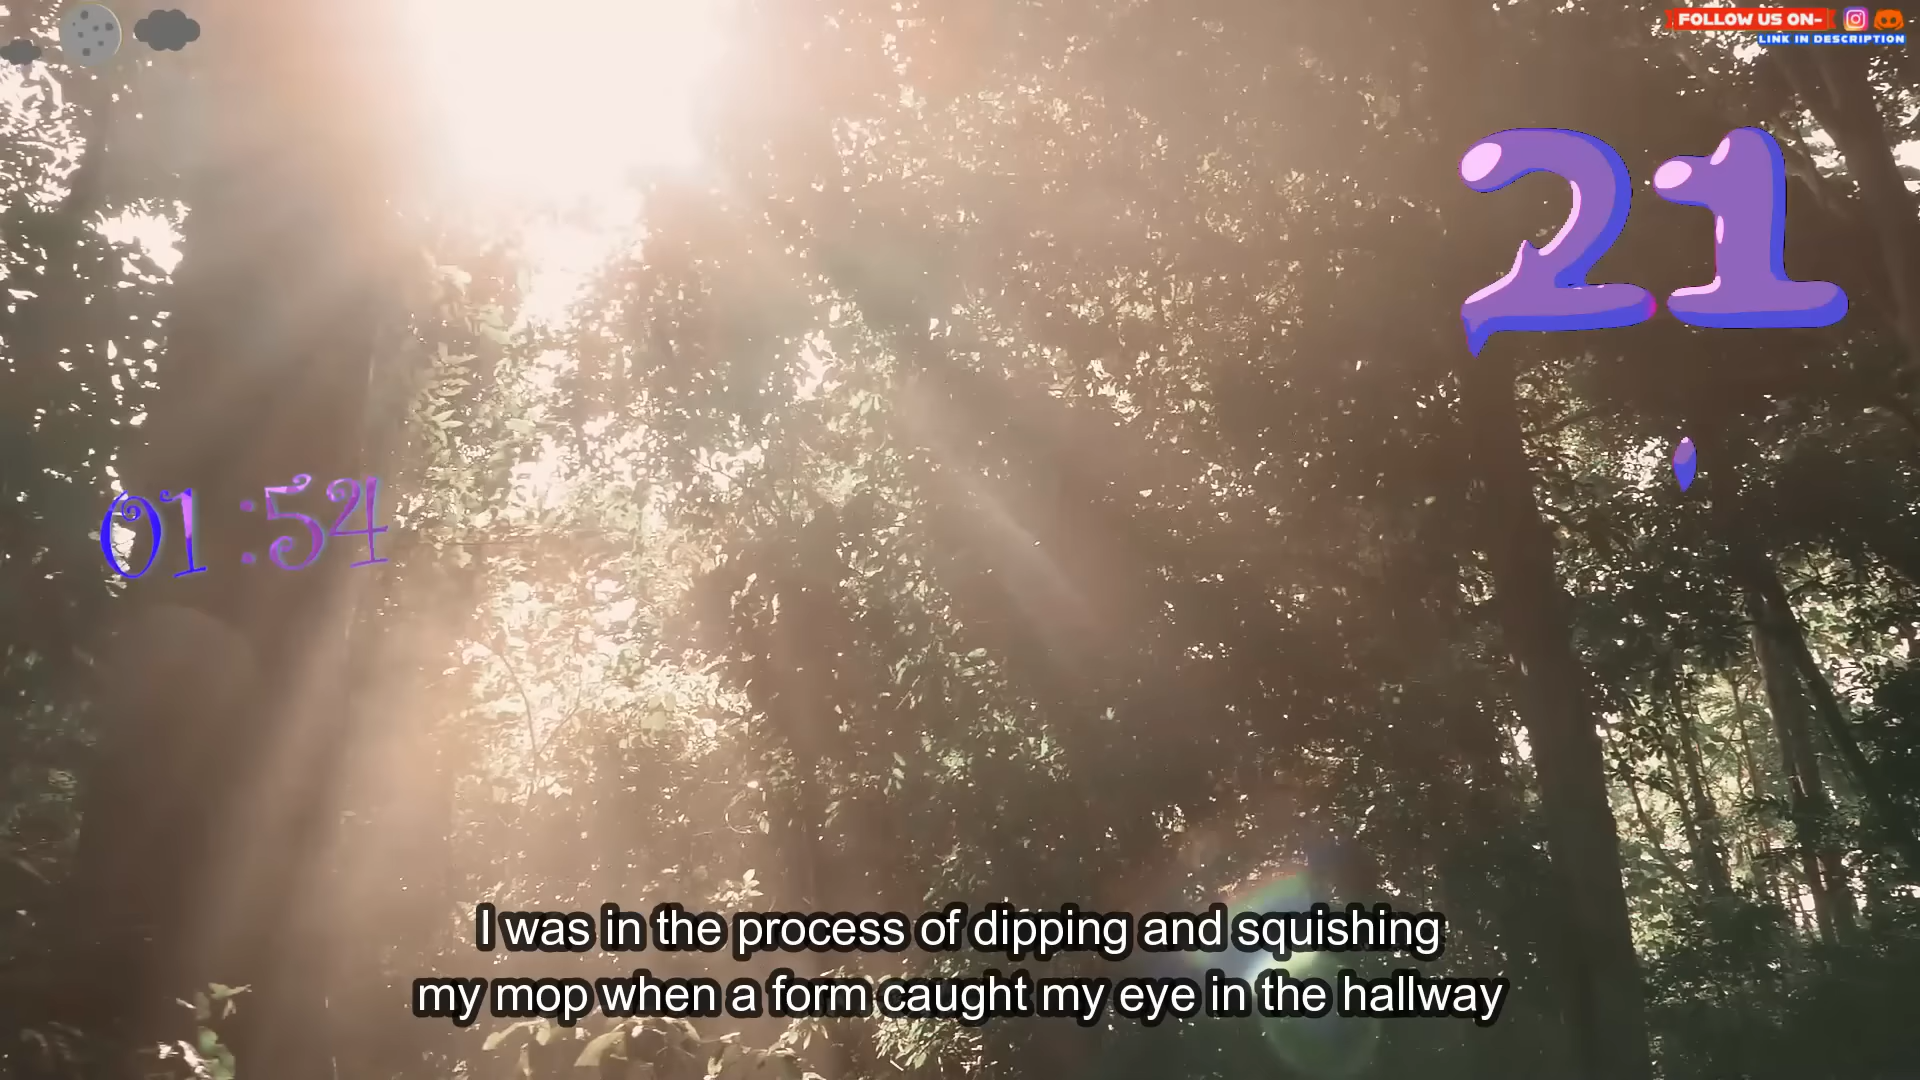 FOLLOW US ON-
LINK IN DESCRIPTION
21
01:54
I was in the process of dipping and squishing
my mop when a form caught my eye in the hallway